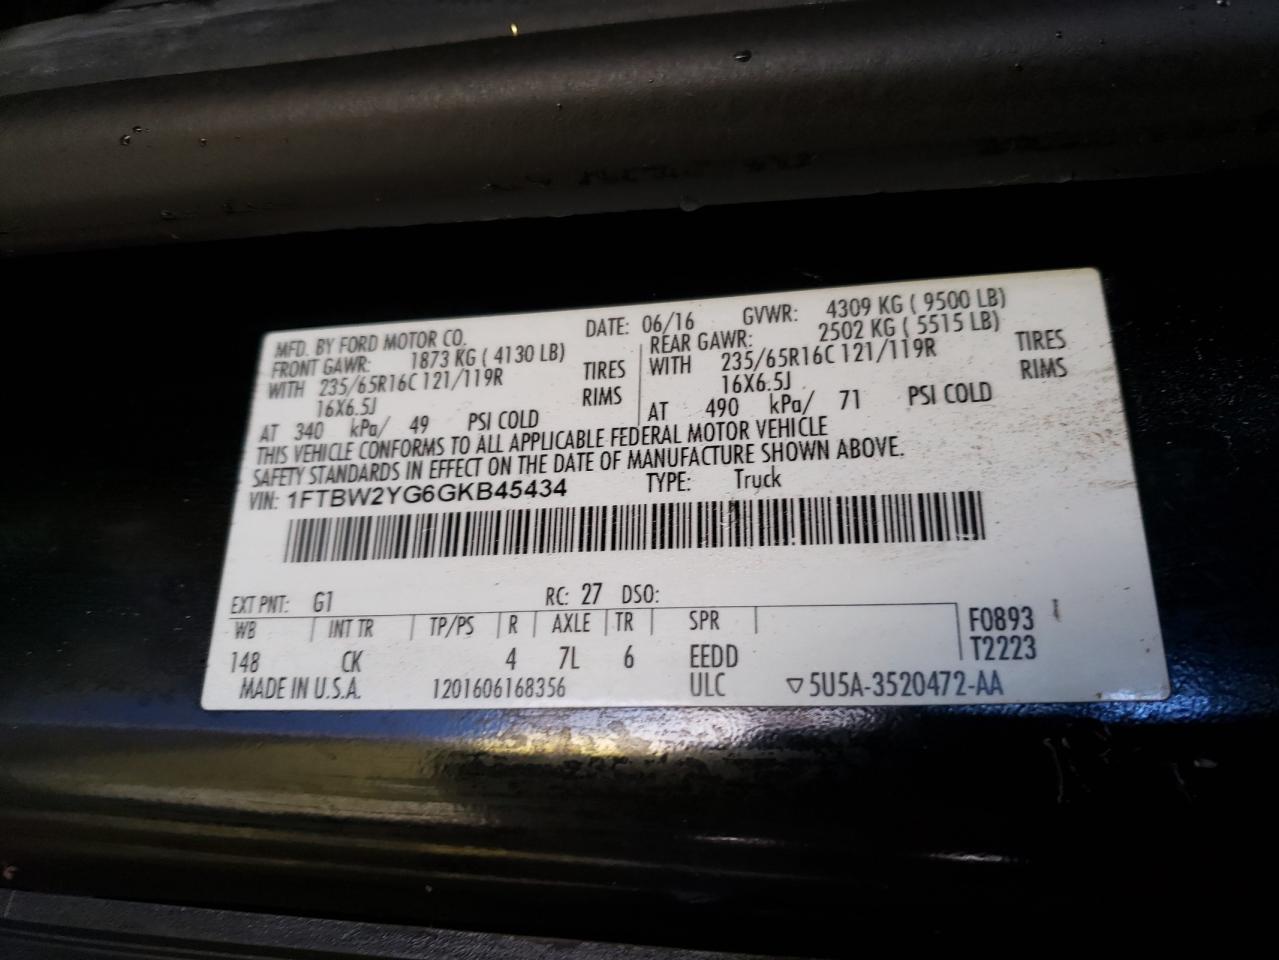 MFD. BY FORD MOTOR CO. DATE: 06/16 GVWR: 4309 KG ( 9500 LB)
FRONT GAWR: 1873 KG ( 4130 LB) REAR GAWR: 2502 KG ( 5515 LB)
WITH 235/65R16C 121/119R TIRES WITH 235/65R16C 121/119R TIRES
16X6.5J RIMS 16X6.5J RIMS
AT 340 kPa/ 49 PSI COLD AT 490 kPa/ 71 PSI COLD
THIS VEHICLE CONFORMS TO ALL APPLICABLE FEDERAL MOTOR VEHICLE
SAFETY STANDARDS IN EFFECT ON THE DATE OF MANUFACTURE SHOWN ABOVE.
VIN: 1FTBW2YG6GKB45434 TYPE: Truck
EXT PNT: G1 RC: 27 DSO:
WB INT TR TP/PS R AXLE TR SPR F0893
148 CK 4 7L 6 EEDD T2223
MADE IN U.S.A. 1201606168356 ULC ▽5U5A-3520472-AA